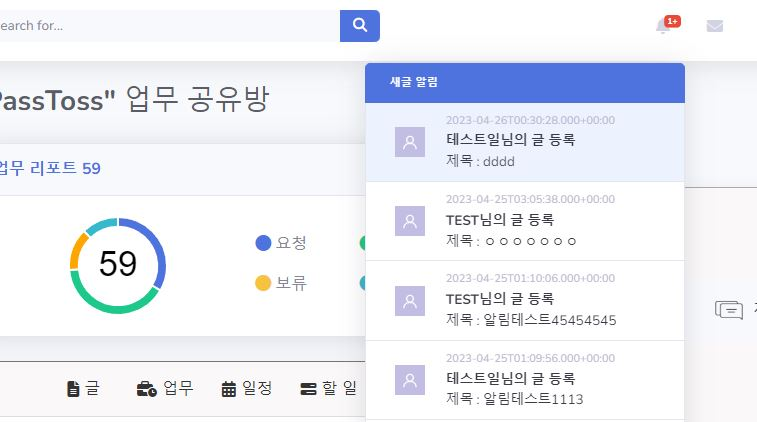 earch for...
1+
새글 알림
PassToss" 업무 공유방
2023-04-26T00:30:28.000+00:00
테스트일님의 글 등록
제목 : dddd
업무 리포트 59
2023-04-25T03:05:38.000+00:00
TEST님의 글 등록
제목 : ㅇㅇㅇㅇㅇㅇㅇ
59
요청
보류
2023-04-25T01:10:06.000+00:00
TEST님의 글 등록
제목 : 알림테스트45454545
2023-04-25T01:09:56.000+00:00
테스트일님의 글 등록
제목 : 알림테스트1113
글 업무 일정 할 일